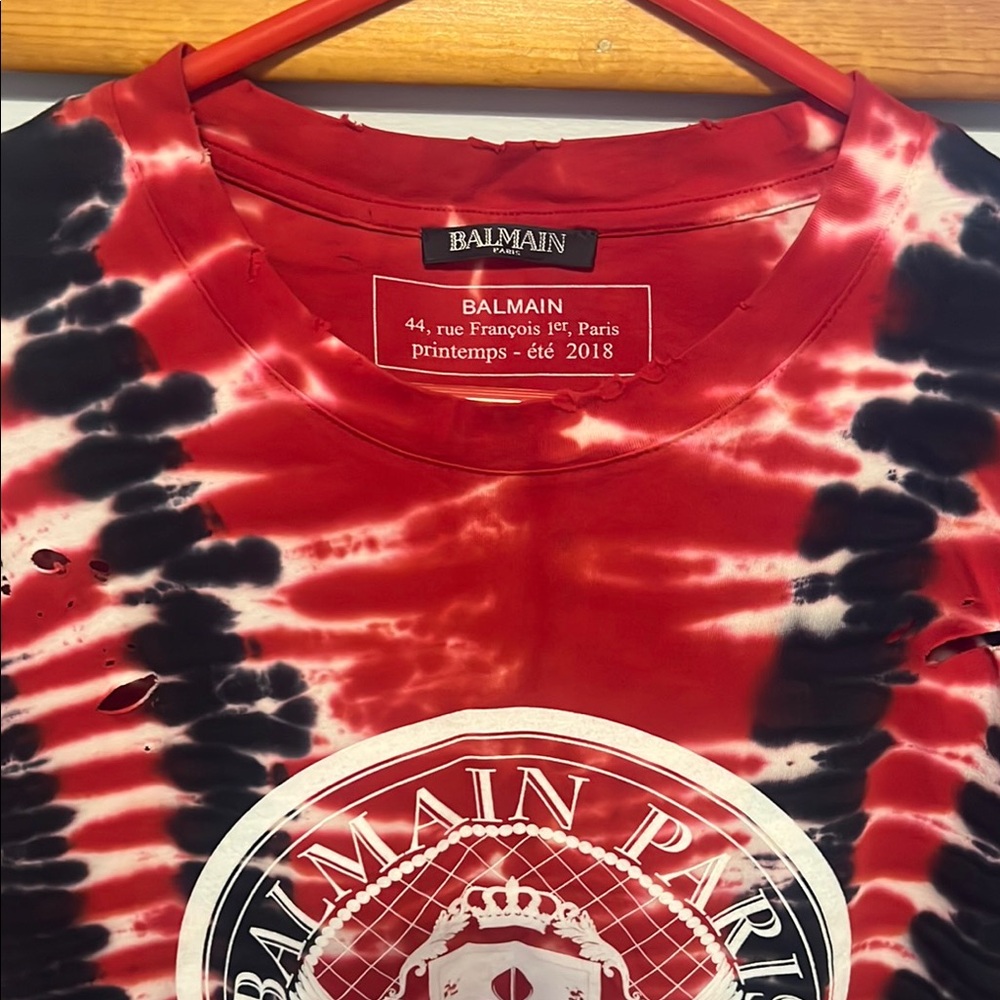 BALMAIN
PARIS
BALMAIN
44, rue François 1er, Paris
printemps - été 2018
BALMAIN PARIS